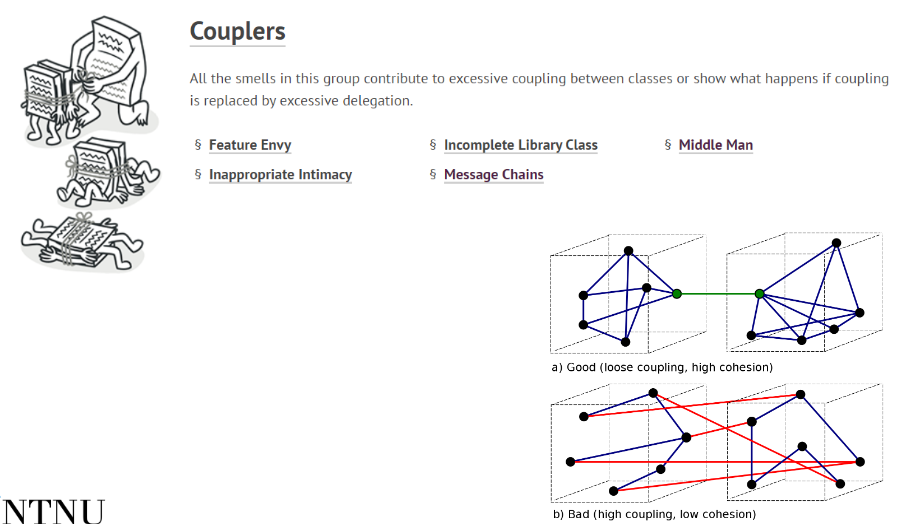 Couplers
All the smells in this group contribute to excessive coupling between classes or show what happens if coupling
is replaced by excessive delegation.
§ Feature Envy
§ Incomplete Library Class
§ Middle Man
§ Inappropriate Intimacy
§ Message Chains
a) Good (loose coupling, high cohesion)
b) Bad (high coupling, low cohesion)
NTNU